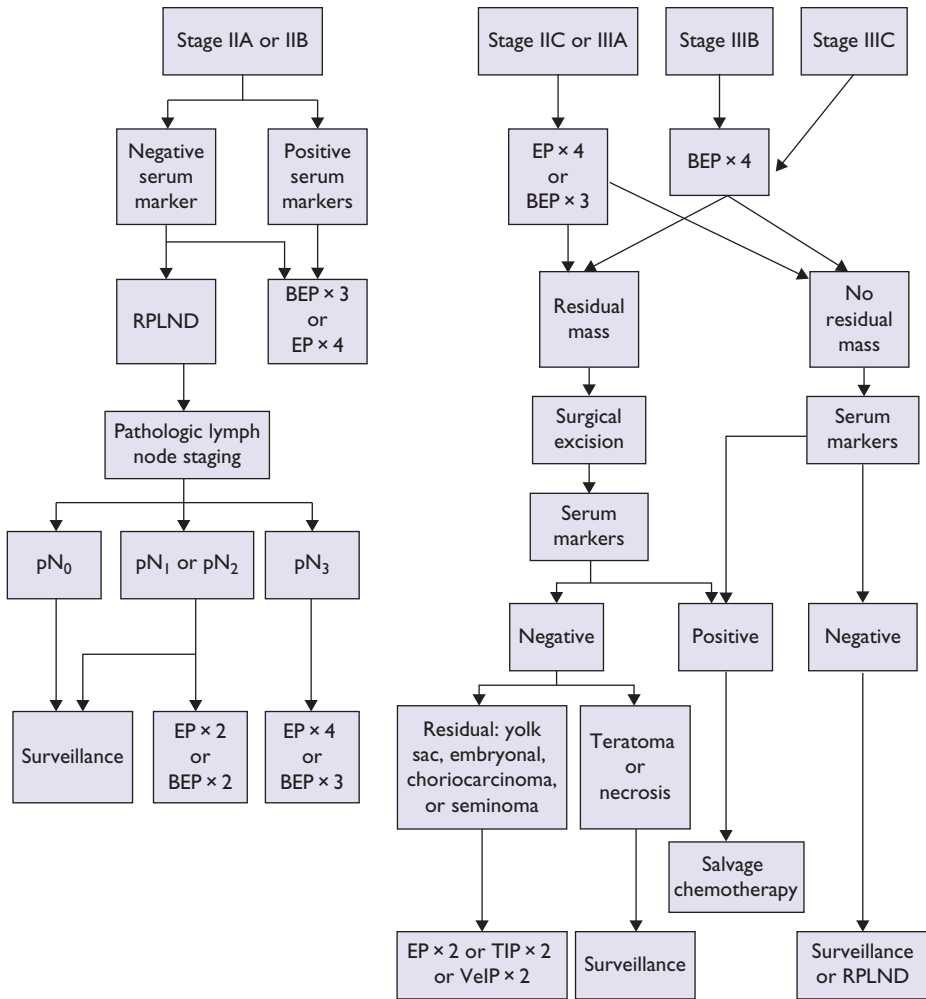 Stage IIA or IIB
Negative
serum
marker
Positive
serum
markers
RPLND
BEP × 3
or
EP × 4
Pathologic lymph
node staging
pN₀
pN₁ or pN₂
pN₃
Surveillance
EP × 2
or
BEP × 2
EP × 4
or
BEP × 3
Stage IIC or IIIA
Stage IIIB
Stage IIIC
EP × 4
or
BEP × 3
BEP × 4
Residual
mass
No
residual
mass
Surgical
excision
Serum
markers
Serum
markers
Negative
Positive
Negative
Residual: yolk
sac, embryonal,
choriocarcinoma,
or seminoma
Teratoma
or
necrosis
Salvage
chemotherapy
EP × 2 or TIP × 2
or VeIP × 2
Surveillance
Surveillance
or RPLND